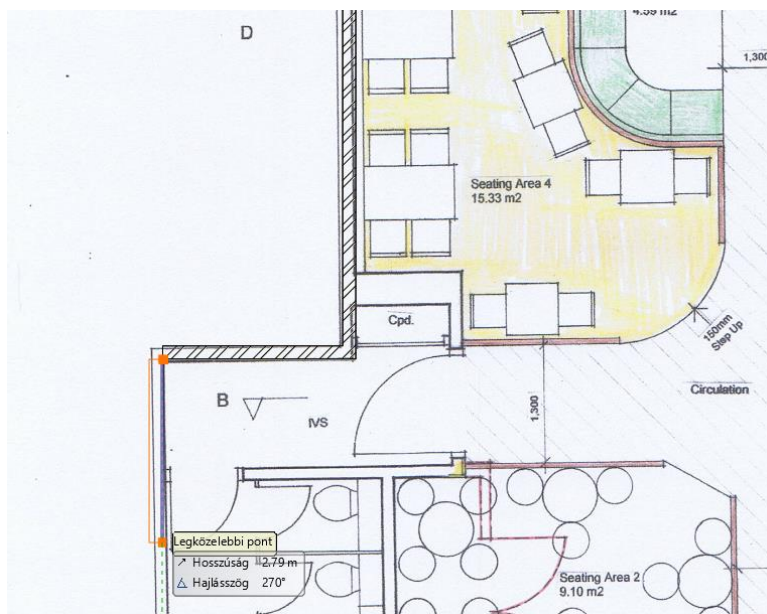 D
4.59 m2
1,300
Seating Area 4
15.33 m2
Cpd.
150mm
Step Up
B
IVS
1,300
Circulation
Legközelebbi pont
Hosszúság 2,79 m
Hajlásszög 270°
Seating Area 2
9.10 m2